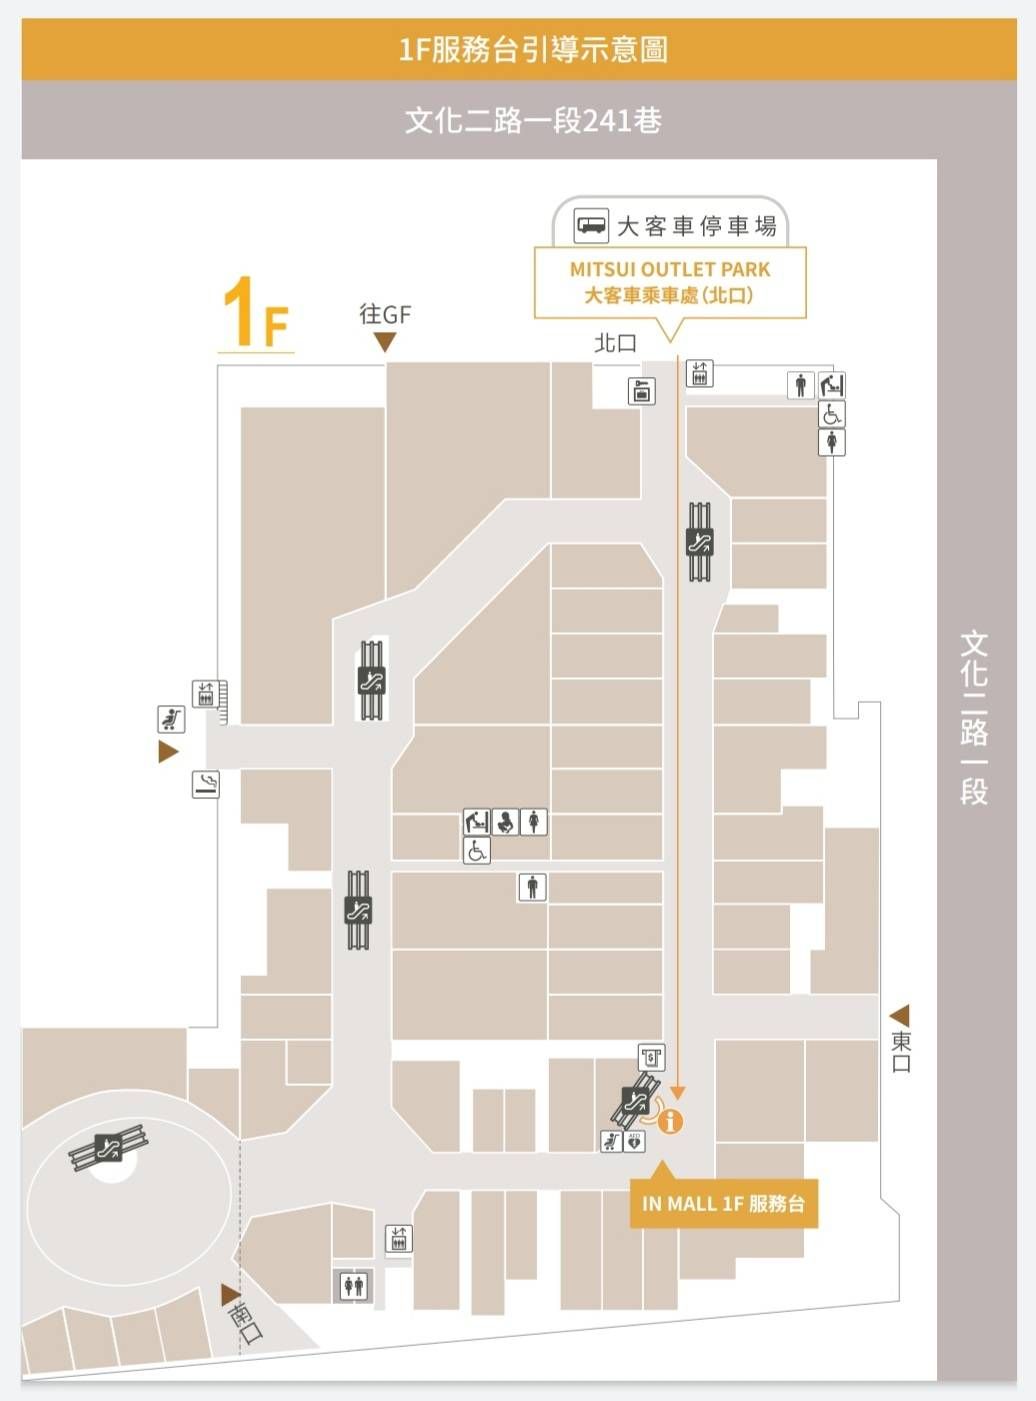 1F服務台引導示意圖
文化二路一段241巷
大客車停車場
MITSUI OUTLET PARK
大客車乘車處(北口)
1F
往GF
北口
文化二路一段
東口
$
AED
i
IN MALL 1F 服務台
南口